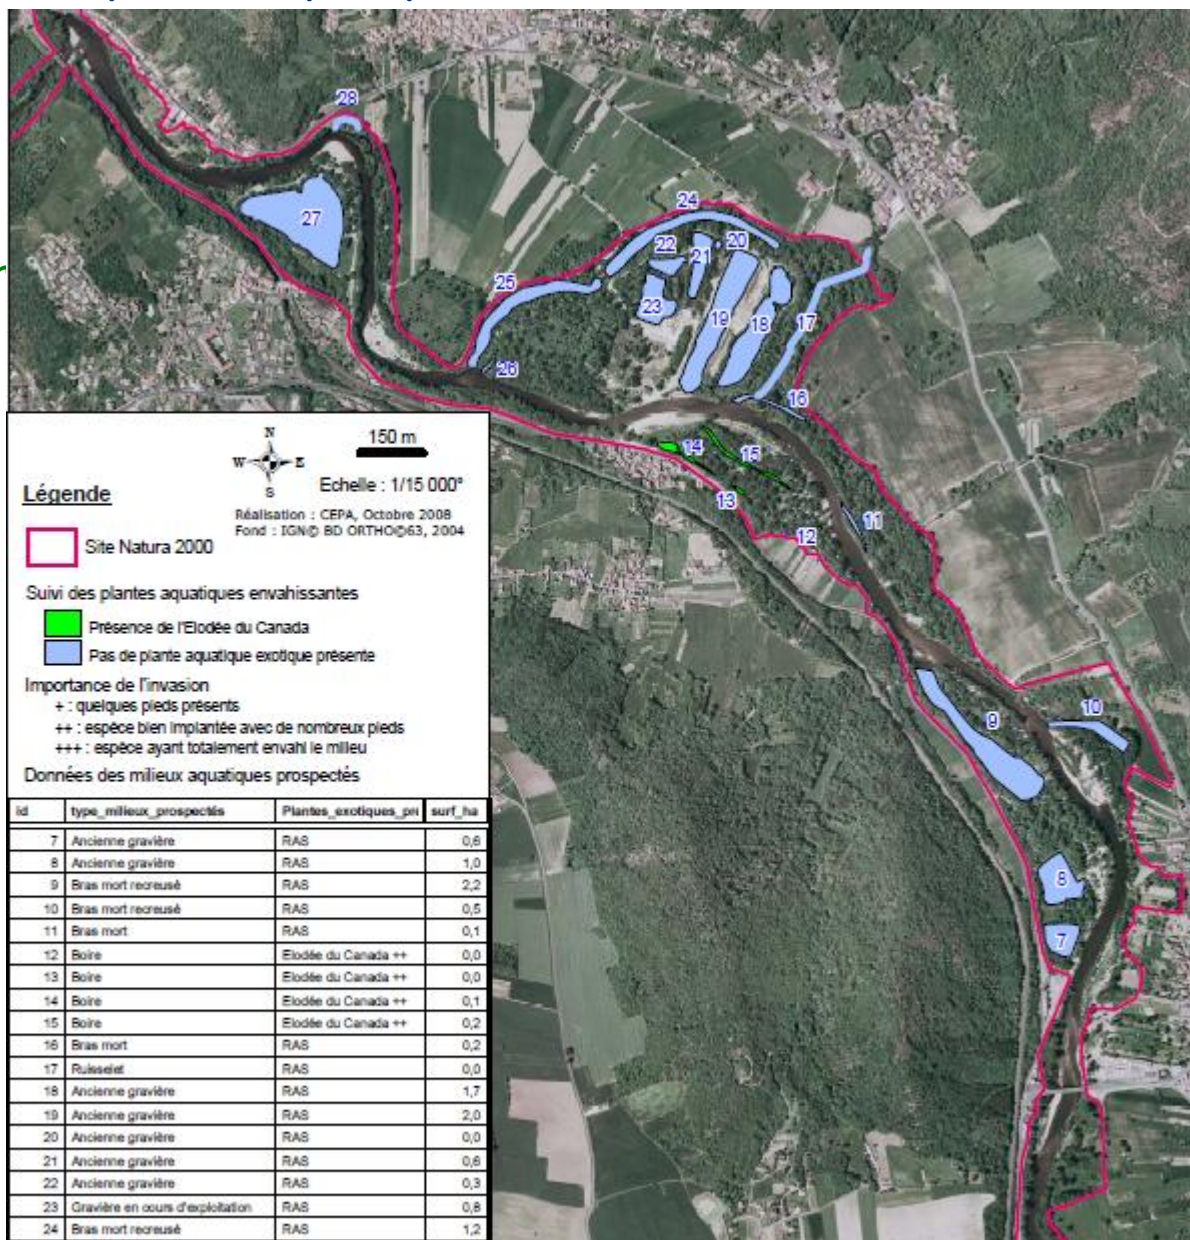 28
27
24
22
20
21
25
23
19
18
17
26
16
14
15
13
11
12
10
9
8
7
N
W E
S
150 m
Echelle : 1/15 000°
Légende
Réalisation : CEPA, Octobre 2008
Fond : IGN© BD ORTHO©63, 2004
Site Natura 2000
Suivi des plantes aquatiques envahissantes
Présence de l'Elodée du Canada
Pas de plante aquatique exotique présente
Importance de l'invasion
+ : quelques pieds présents
++ : espèce bien implantée avec de nombreux pieds
+++ : espèce ayant totalement envahi le milieu
Données des milieux aquatiques prospectés
id type_milieux_prospectés Plantes_exotiques_pré surf_ha
7 Ancienne gravière RAS 0,6
8 Ancienne gravière RAS 1,0
9 Bras mort recreusé RAS 2,2
10 Bras mort recreusé RAS 0,5
11 Bras mort RAS 0,1
12 Boire Elodée du Canada ++ 0,0
13 Boire Elodée du Canada ++ 0,0
14 Boire Elodée du Canada ++ 0,1
15 Boire Elodée du Canada ++ 0,2
16 Bras mort RAS 0,2
17 Ruisselet RAS 0,0
18 Ancienne gravière RAS 1,7
19 Ancienne gravière RAS 2,0
20 Ancienne gravière RAS 0,0
21 Ancienne gravière RAS 0,6
22 Ancienne gravière RAS 0,3
23 Gravière en cours d'exploitation RAS 0,8
24 Bras mort recreusé RAS 1,2